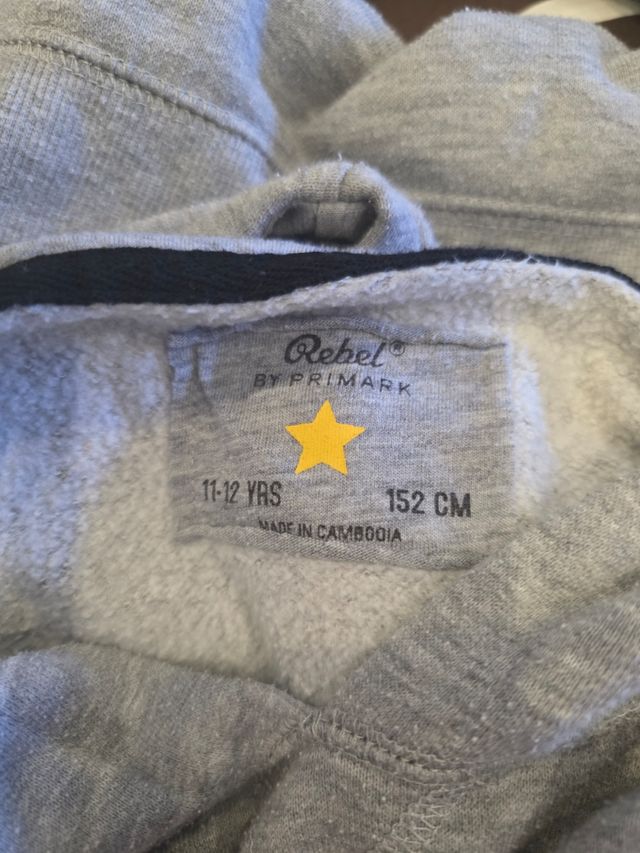 Rebel®
BY PRIMARK
11-12 YRS 152 CM
MADE IN CAMBODIA